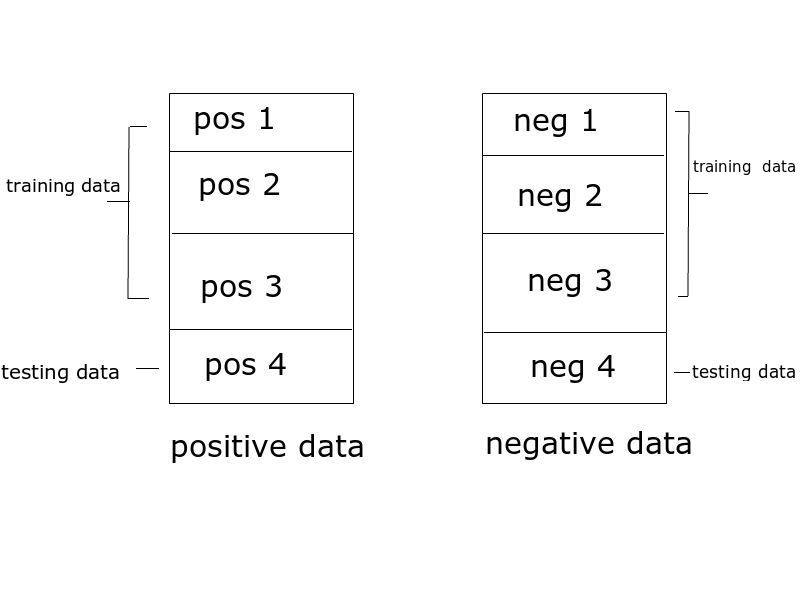 pos 1
pos 2
training data
pos 3
pos 4
testing data
positive data
neg 1
training data
neg 2
neg 3
neg 4
testing data
negative data